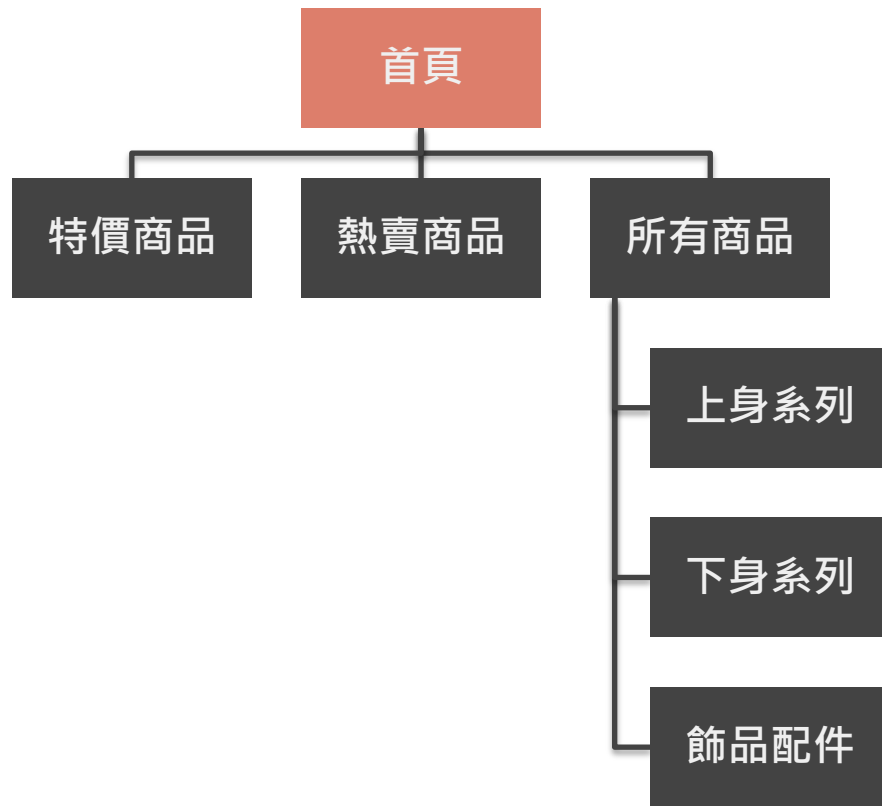 首頁
特價商品
熱賣商品
所有商品
上身系列
下身系列
飾品配件